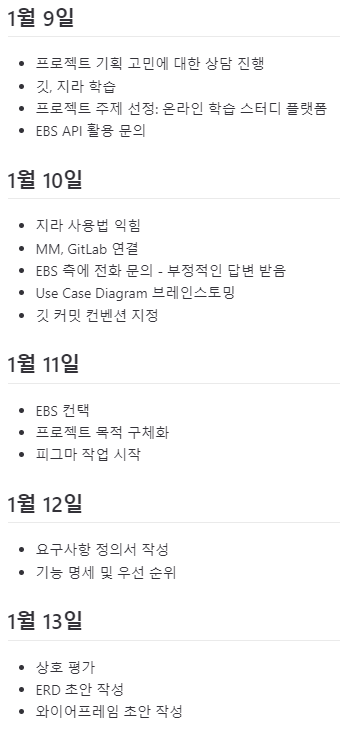 1월 9일
프로젝트 기획 고민에 대한 상담 진행
깃, 지라 학습
프로젝트 주제 선정: 온라인 학습 스터디 플랫폼
EBS API 활용 문의
1월 10일
지라 사용법 익힘
MM, GitLab 연결
EBS 측에 전화 문의 - 부정적인 답변 받음
Use Case Diagram 브레인스토밍
깃 커밋 컨벤션 지정
1월 11일
EBS 컨택
프로젝트 목적 구체화
피그마 작업 시작
1월 12일
요구사항 정의서 작성
기능 명세 및 우선 순위
1월 13일
상호 평가
ERD 초안 작성
와이어프레임 초안 작성